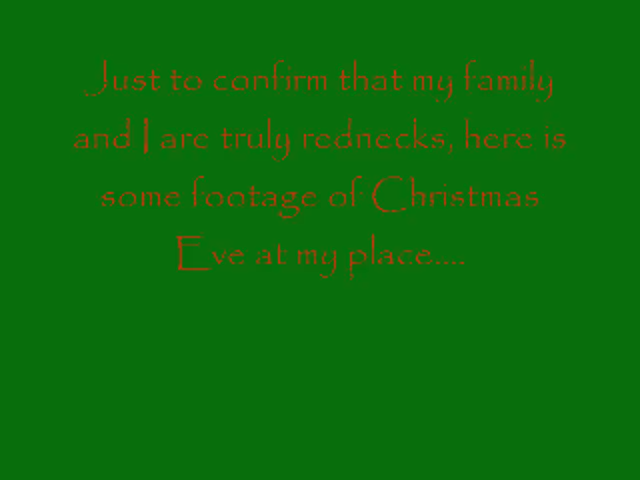 Just to confirm that my family
and I are truly rednecks, here is
some footage of Christmas
Eve at my place....